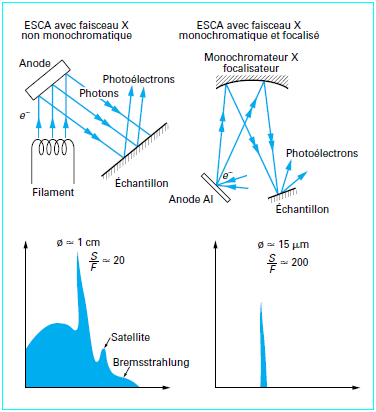 ESCA avec faisceau X
non monochromatique
Anode
Photoélectrons
Photons
e–
Filament
Échantillon
ESCA avec faisceau X
monochromatique et focalisé
Monochromateur X
focalisateur
Photoélectrons
e–
Anode Al
Échantillon
ø ≃ 1 cm
S/F ≃ 20
Satellite
Bremsstrahlung
ø ≃ 15 µm
S/F ≃ 200